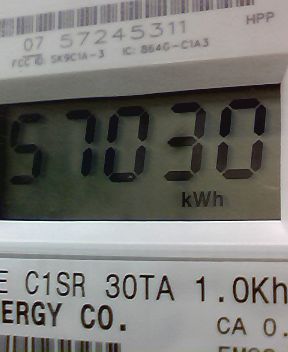 HPP
07 57245311
FCC ID: SK9C1A-3 IC: 864G-C1A3
57030
kWh
E C1SR 30TA 1.0Kh
ERGY CO.
CA 0.